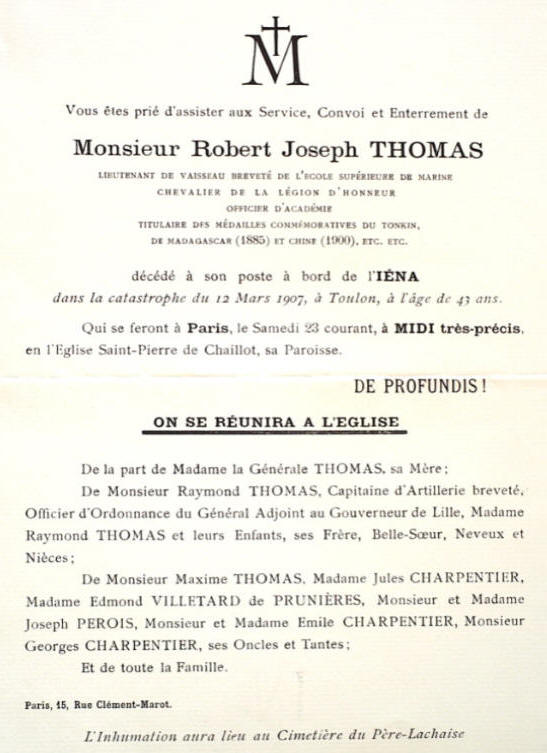 M
Vous êtes prié d'assister aux Service, Convoi et Enterrement de
Monsieur Robert Joseph THOMAS
LIEUTENANT DE VAISSEAU BREVETÉ DE L'ECOLE SUPÉRIEURE DE MARINE
CHEVALIER DE LA LÉGION D'HONNEUR
OFFICIER D'ACADÉMIE
TITULAIRE DES MÉDAILLES COMMÉMORATIVES DU TONKIN,
DE MADAGASCAR (1885) ET CHINE (1900), ETC. ETC.
décédé à son poste à bord de l'IÉNA
dans la catastrophe du 12 Mars 1907, à Toulon, à l'âge de 43 ans.
Qui se feront à Paris, le Samedi 23 courant, à MIDI très-précis,
en l'Eglise Saint-Pierre de Chaillot, sa Paroisse.
DE PROFUNDIS !
ON SE RÉUNIRA A L'EGLISE
De la part de Madame la Générale THOMAS, sa Mère ;
De Monsieur Raymond THOMAS, Capitaine d'Artillerie breveté,
Officier d'Ordonnance du Général Adjoint au Gouverneur de Lille, Madame
Raymond THOMAS et leurs Enfants, ses Frère, Belle-Sœur, Neveux et
Nièces ;
De Monsieur Maxime THOMAS, Madame Jules CHARPENTIER,
Madame Edmond VILLETARD de PRUNIÈRES, Monsieur et Madame
Joseph PEROIS, Monsieur et Madame Emile CHARPENTIER, Monsieur
Georges CHARPENTIER, ses Oncles et Tantes ;
Et de toute la Famille.
Paris, 15, Rue Clément-Marot.
L'Inhumation aura lieu au Cimetière du Père-Lachaise